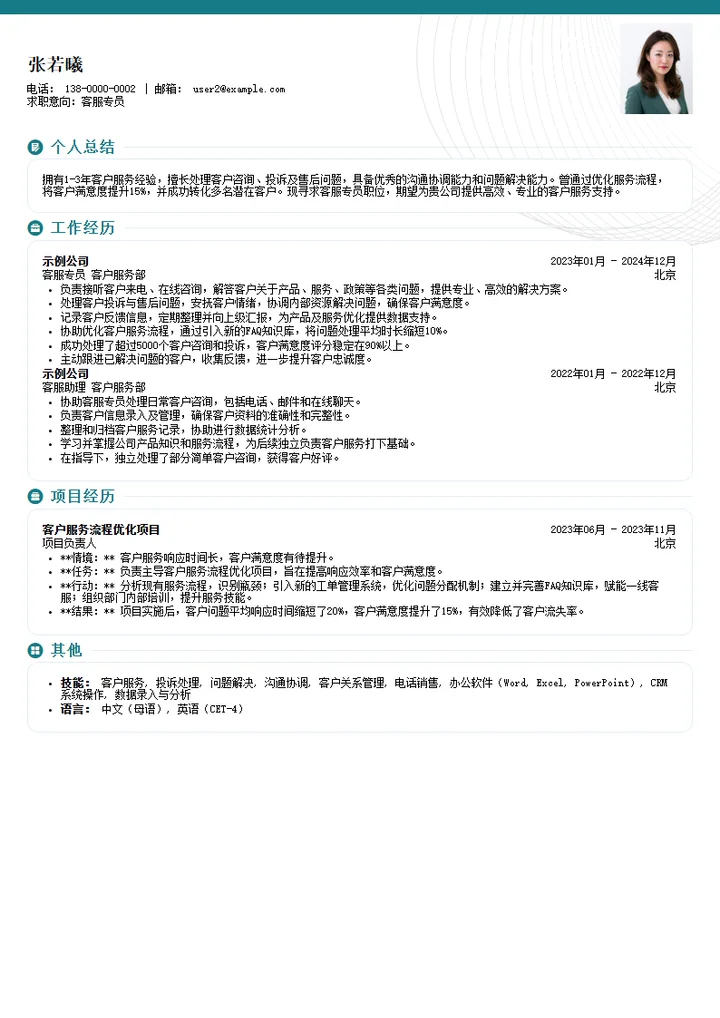 张若曦
电话： 138-0000-0002 | 邮箱： user2@example.com
求职意向：客服专员
个人总结
拥有1-3年客户服务经验，擅长处理客户咨询、投诉及售后问题，具备优秀的沟通协调能力和问题解决能力。曾通过优化服务流程，
将客户满意度提升15%，并成功转化多名潜在客户。现寻求客服专员职位，期望为贵公司提供高效、专业的客户服务支持。
工作经历
示例公司 2023年01月 - 2024年12月
客服专员 客户服务部 北京
• 负责接听客户来电、在线咨询，解答客户关于产品、服务、政策等各类问题，提供专业、高效的解决方案。
• 处理客户投诉与售后问题，安抚客户情绪，协调内部资源解决问题，确保客户满意度。
• 记录客户反馈信息，定期整理并向上级汇报，为产品及服务优化提供数据支持。
• 协助优化客户服务流程，通过引入新的FAQ知识库，将问题处理平均时长缩短10%。
• 成功处理了超过5000个客户咨询和投诉，客户满意度评分稳定在90%以上。
• 主动跟进已解决问题的客户，收集反馈，进一步提升客户忠诚度。
示例公司 2022年01月 - 2022年12月
客服助理 客户服务部 北京
• 协助客服专员处理日常客户咨询，包括电话、邮件和在线聊天。
• 负责客户信息录入及管理，确保客户资料的准确性和完整性。
• 整理和归档客户服务记录，协助进行数据统计分析。
• 学习并掌握公司产品知识和服务流程，为后续独立负责客户服务打下基础。
• 在指导下，独立处理了部分简单客户咨询，获得客户好评。
项目经历
客户服务流程优化项目 2023年06月 - 2023年11月
项目负责人 北京
• **情境：** 客户服务响应时间长，客户满意度有待提升。
• **任务：** 负责主导客户服务流程优化项目，旨在提高响应效率和客户满意度。
• **行动：** 分析现有服务流程，识别瓶颈；引入新的工单管理系统，优化问题分配机制；建立并完善FAQ知识库，赋能一线客
服；组织部门内部培训，提升服务技能。
• **结果：** 项目实施后，客户问题平均响应时间缩短了20%，客户满意度提升了15%，有效降低了客户流失率。
其他
• 技能： 客户服务, 投诉处理, 问题解决, 沟通协调, 客户关系管理, 电话销售, 办公软件（Word, Excel, PowerPoint）, CRM
系统操作, 数据录入与分析
• 语言： 中文（母语）, 英语（CET-4）